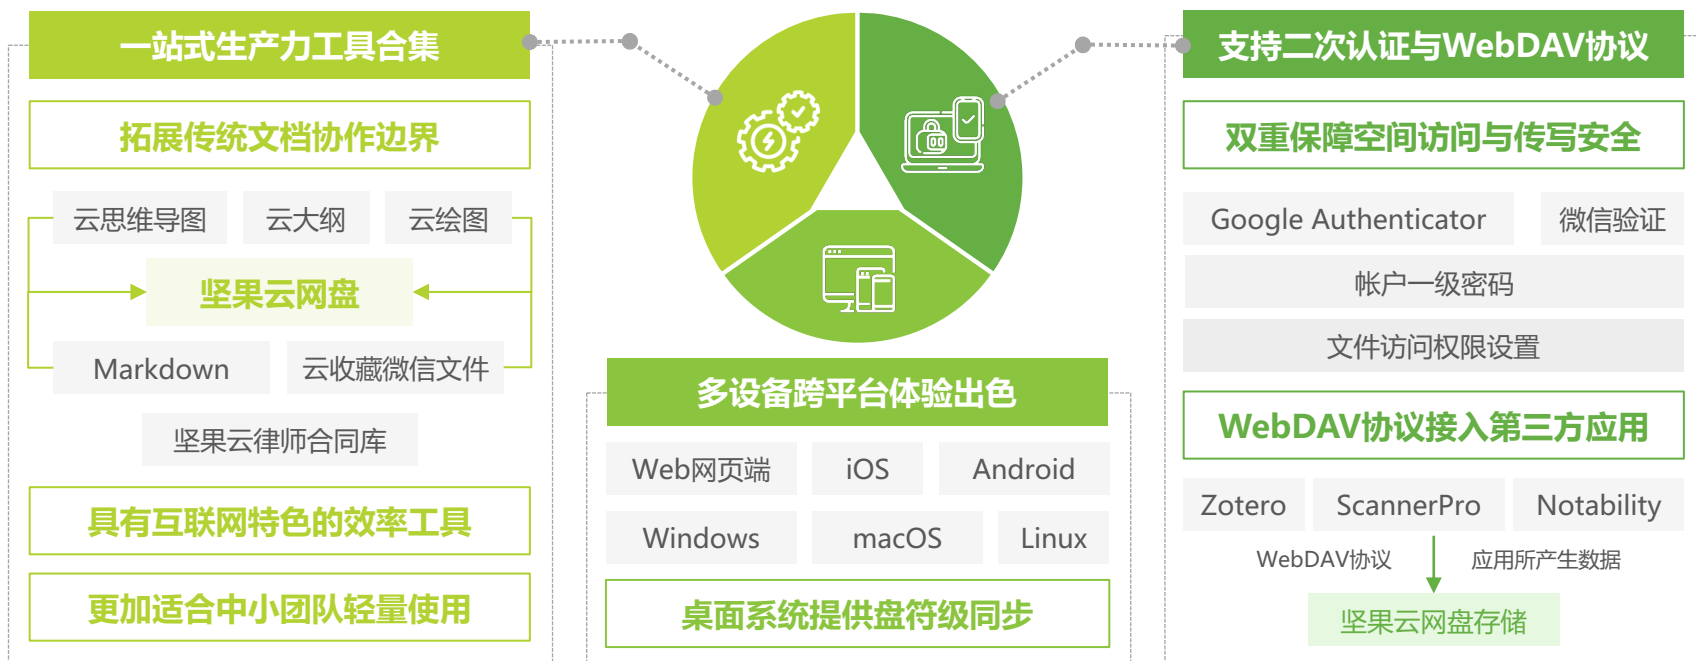 一站式生产力工具合集
拓展传统文档协作边界
云思维导图
云大纲
云绘图
坚果云网盘
Markdown
云收藏微信文件
坚果云律师合同库
具有互联网特色的效率工具
更加适合中小团队轻量使用
多设备跨平台体验出色
Web网页端
iOS
Android
Windows
macOS
Linux
桌面系统提供盘符级同步
支持二次认证与WebDAV协议
双重保障空间访问与传写安全
Google Authenticator
微信验证
帐户一级密码
文件访问权限设置
WebDAV协议接入第三方应用
Zotero
ScannerPro
Notability
WebDAV协议
应用所产生数据
坚果云网盘存储